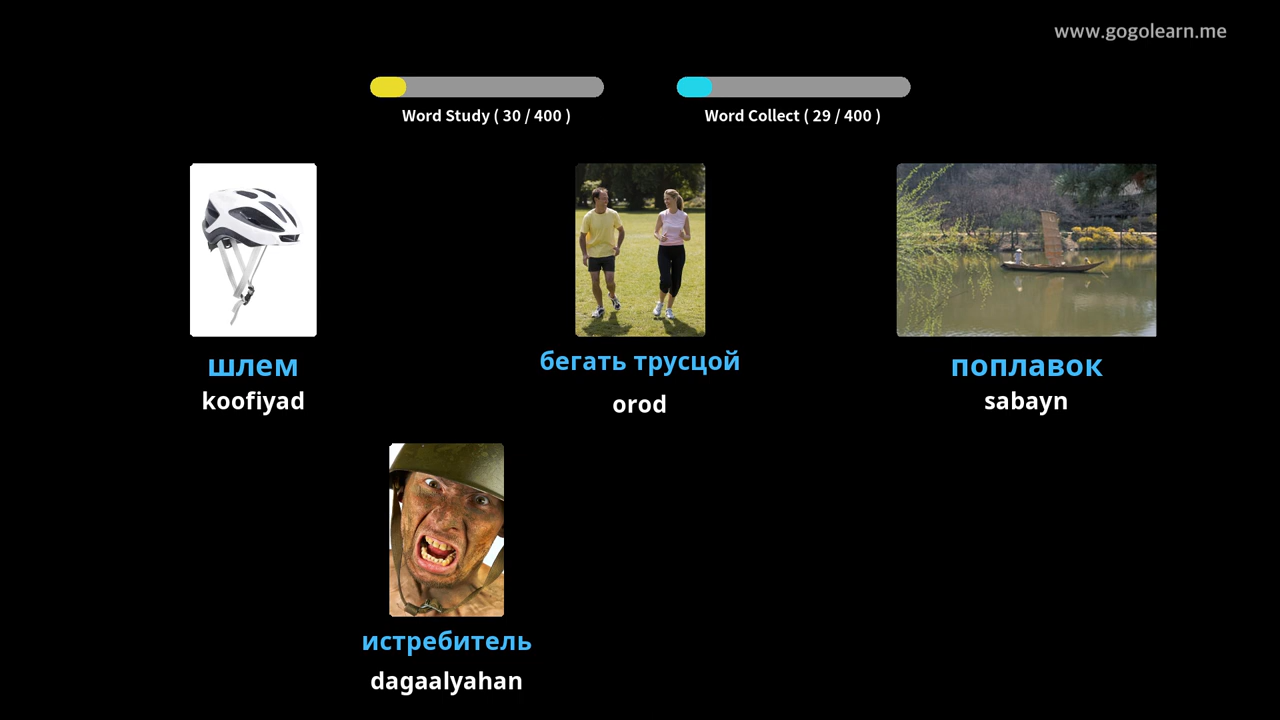 www.gogolearn.me
Word Study ( 30 / 400 )
Word Collect ( 29 / 400 )
шлем
koofiyad
бегать трусцой
orod
поплавок
sabayn
истребитель
dagaalyahan